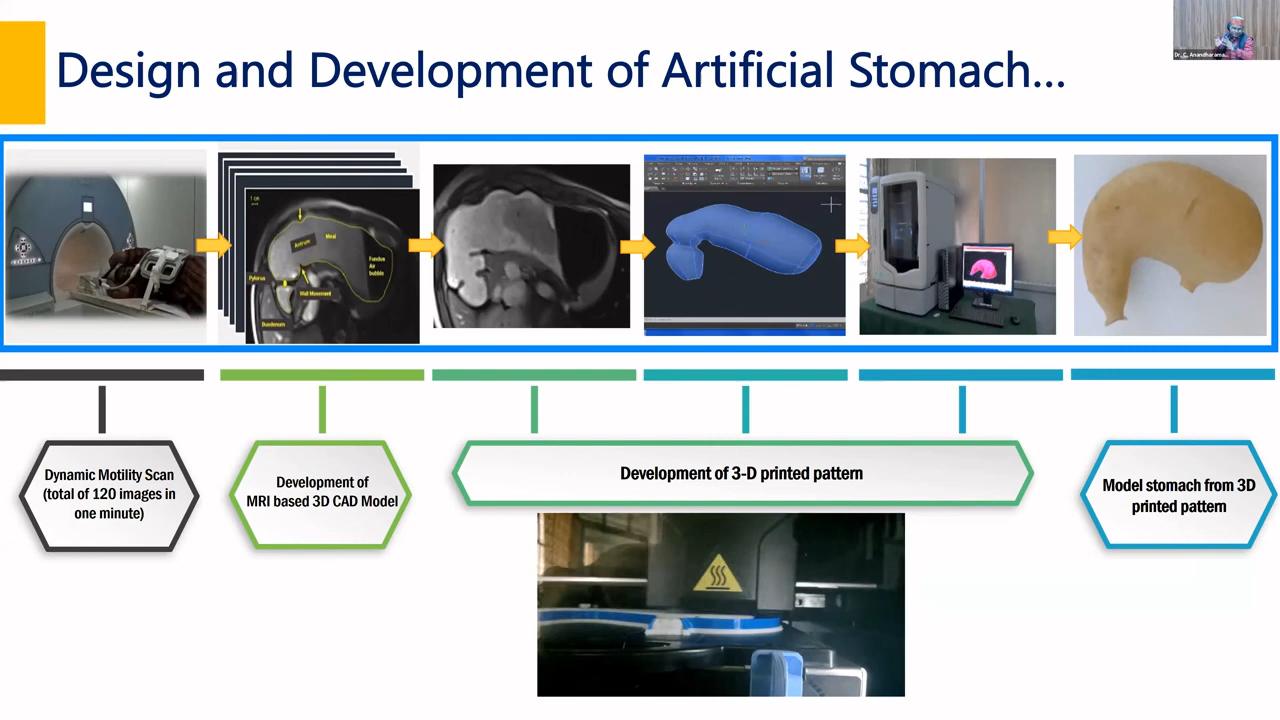 Design and Development of Artificial Stomach...
Dr. C. Anandharama...
Antrum
Meal
Fundus
Air
bubble
Pylorus
Wall Movement
Duodenum
Dynamic Motility Scan
(total of 120 images in
one minute)
Development of
MRI based 3D CAD Model
Development of 3-D printed pattern
Model stomach from 3D
printed pattern